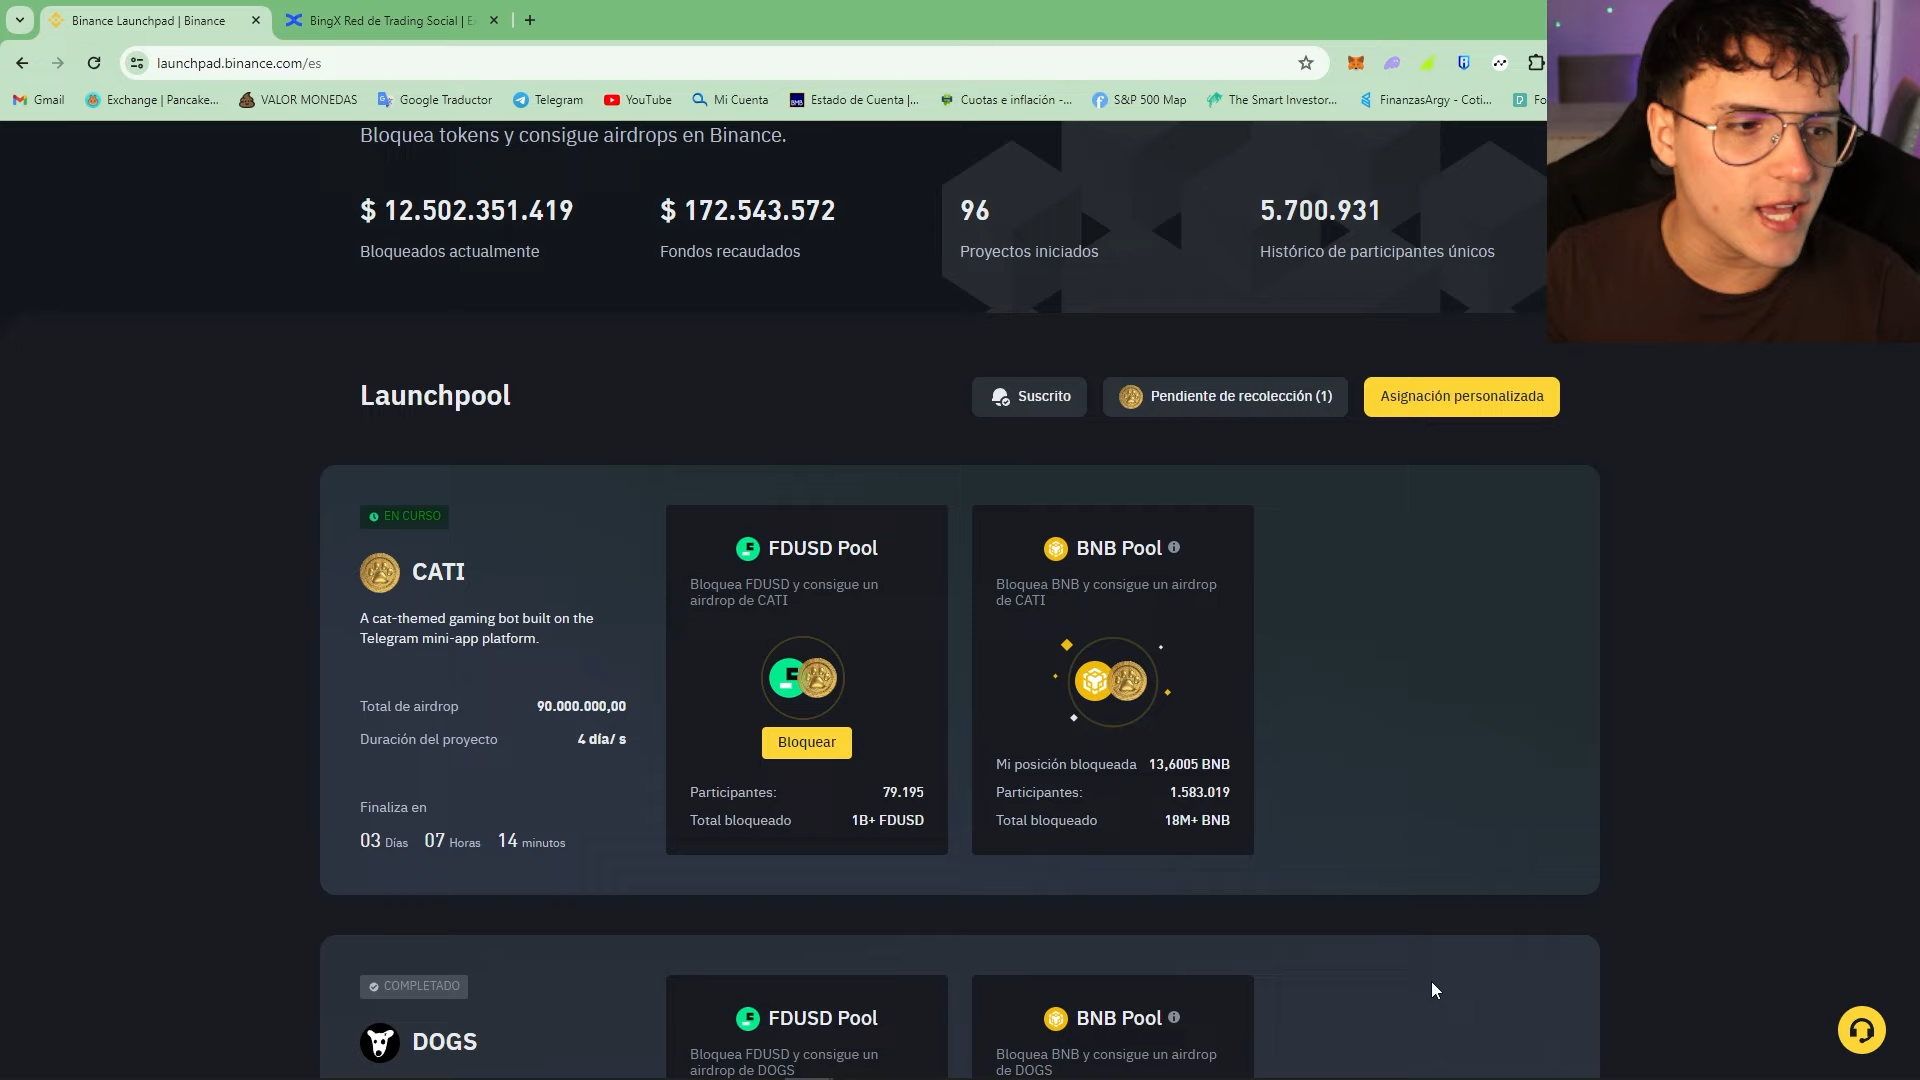 Binance Launchpad | Binance
BingX Red de Trading Social |
launchpad.binance.com/es
Gmail
Exchange | Pancake...
VALOR MONEDAS
Google Traductor
Telegram
YouTube
Mi Cuenta
Estado de Cuenta |...
Cuotas e inflación -...
S&P 500 Map
The Smart Investor...
FinanzasArgy - Coti...
Bloquea tokens y consigue airdrops en Binance.
$ 12.502.351.419
$ 172.543.572
96
5.700.931
Bloqueados actualmente
Fondos recaudados
Proyectos iniciados
Histórico de participantes únicos
Launchpool
Suscrito
Pendiente de recolección (1)
Asignación personalizada
EN CURSO
CATI
A cat-themed gaming bot built on the
Telegram mini-app platform.
Total de airdrop 90.000.000,00
Duración del proyecto 4 día/ s
Finaliza en
03 Días 07 Horas 14 minutos
FDUSD Pool
Bloquea FDUSD y consigue un
airdrop de CATI
Bloquear
Participantes: 79.195
Total bloqueado 1B+ FDUSD
BNB Pool
Bloquea BNB y consigue un airdrop
de CATI
Mi posición bloqueada 13,6005 BNB
Participantes: 1.583.019
Total bloqueado 18M+ BNB
COMPLETADO
DOGS
FDUSD Pool
Bloquea FDUSD y consigue un
airdrop de DOGS
BNB Pool
Bloquea BNB y consigue un airdrop
de DOGS